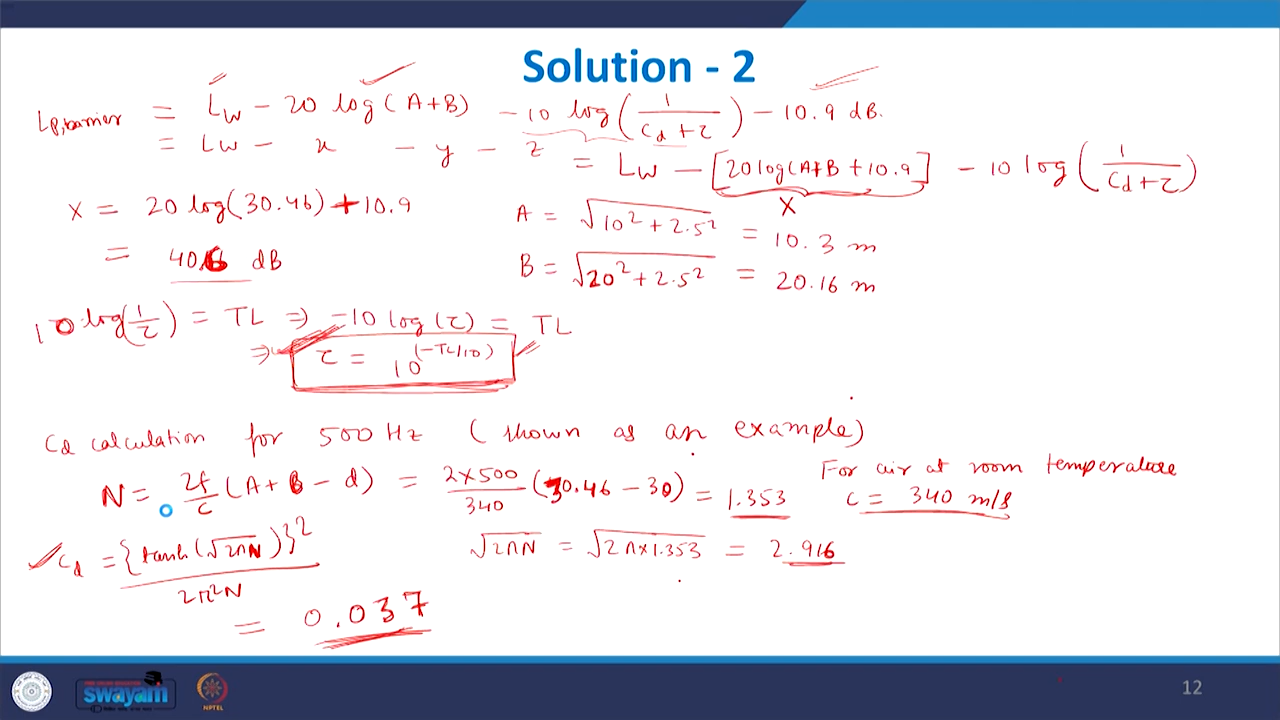 Solution - 2
Lp,barrier = Lw − 20 log(A+B) − 10 log(1/(Cd+τ)) − 10.9 dB.
= Lw − x − y − z = Lw − [20log(A+B + 10.9] − 10 log(1/(Cd+τ))
X
X = 20 log(30.46) + 10.9
= 40.6 dB
A = √(10² + 2.5²) = 10.3 m
B = √(20² + 2.5²) = 20.16 m
10 log(1/τ) = TL ⇒ −10 log(τ) = TL
⇒ τ = 10^(−TL/10)
Cd calculation for 500 Hz (shown as an example)
N = 2f/c (A + B − d) = 2×500/340 (30.46 − 30) = 1.353
For air at room temperature
c = 340 m/s
Cd = {tanh(√2πN)}²/2π²N
√2πN = √2π×1.353 = 2.916
= 0.037
swayam
NPTEL
12